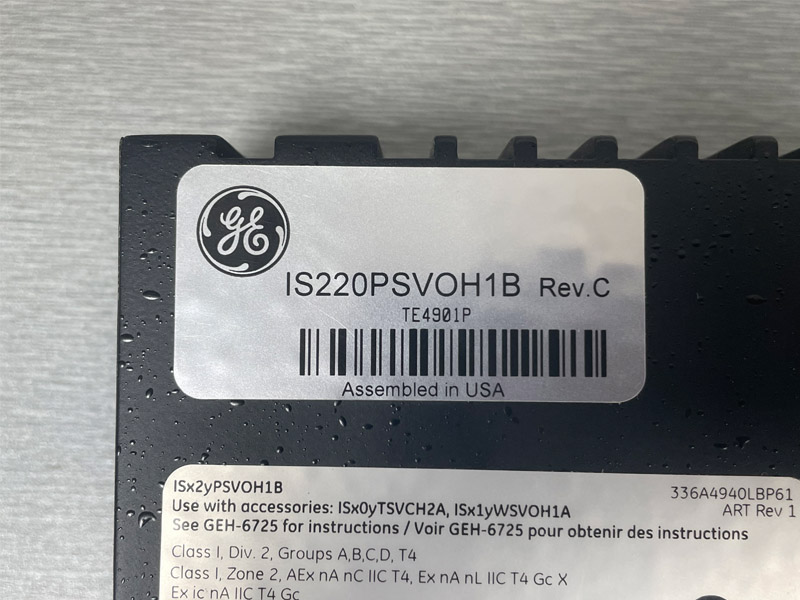 GE
IS220PSVOH1B Rev.C
TE4901P
Assembled in USA
ISx2yPSVOH1B
336A4940LBP61
Use with accessories: ISx0yTSVCH2A, ISx1yWSVOH1A
ART Rev 1
See GEH-6725 for instructions / Voir GEH-6725 pour obtenir des instructions
Class I, Div. 2, Groups A,B,C,D, T4
Class I, Zone 2, AEx nA nC IIC T4, Ex nA nL IIC T4 Gc X
Ex ic nA IIC T4 Gc